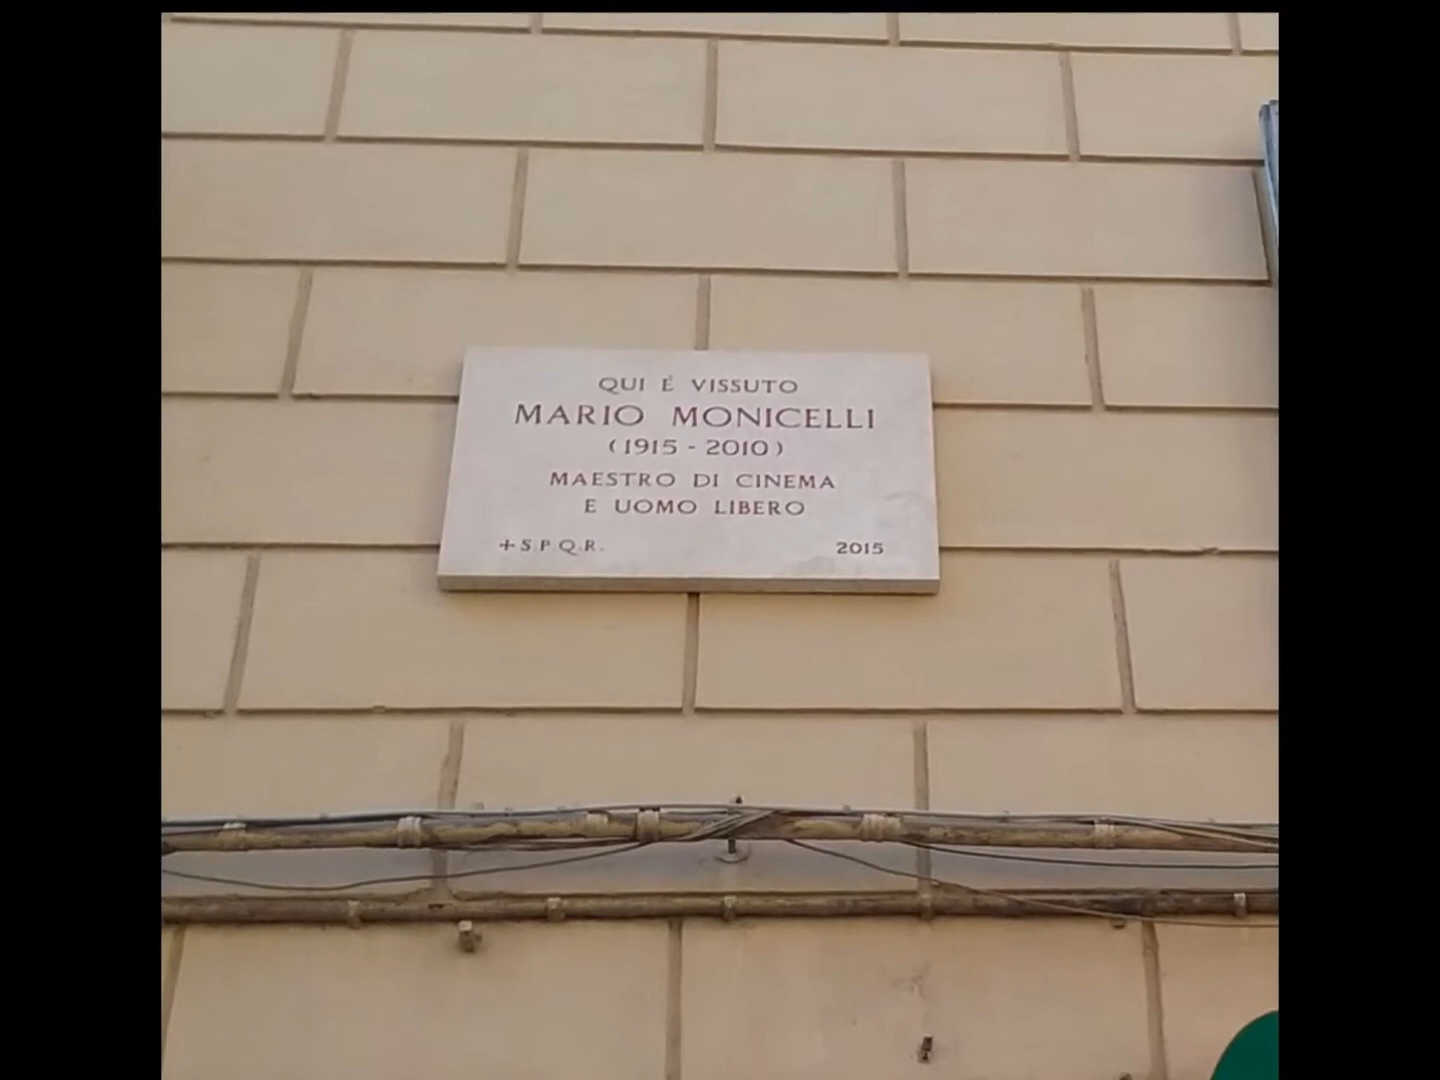 QUI È VISSUTO
MARIO MONICELLI
(1915 - 2010)
MAESTRO DI CINEMA
E UOMO LIBERO
+ S.P.Q.R. 2015